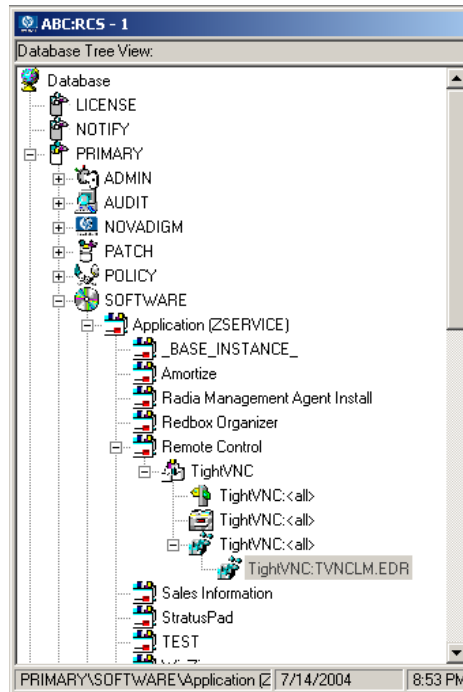 ABC:RCS - 1
Database Tree View:
Database
LICENSE
NOTIFY
PRIMARY
ADMIN
AUDIT
NOVADIGM
PATCH
POLICY
SOFTWARE
Application (ZSERVICE)
_BASE_INSTANCE_
Amortize
Radia Management Agent Install
Redbox Organizer
Remote Control
TightVNC
TightVNC:<all>
TightVNC:<all>
TightVNC:<all>
TightVNC:TVNCLM.EDR
Sales Information
StratusPad
TEST
PRIMARY\SOFTWARE\Application (Z 7/14/2004 8:53 PM